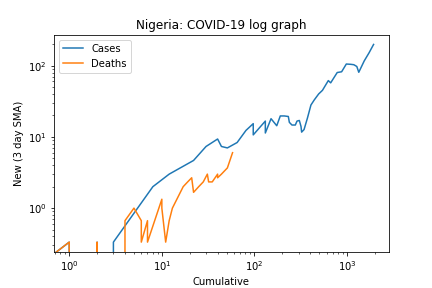 Nigeria: COVID-19 log graph
Cases
Deaths
New (3 day SMA)
10²
10¹
10⁰
10⁰ 10¹ 10² 10³
Cumulative